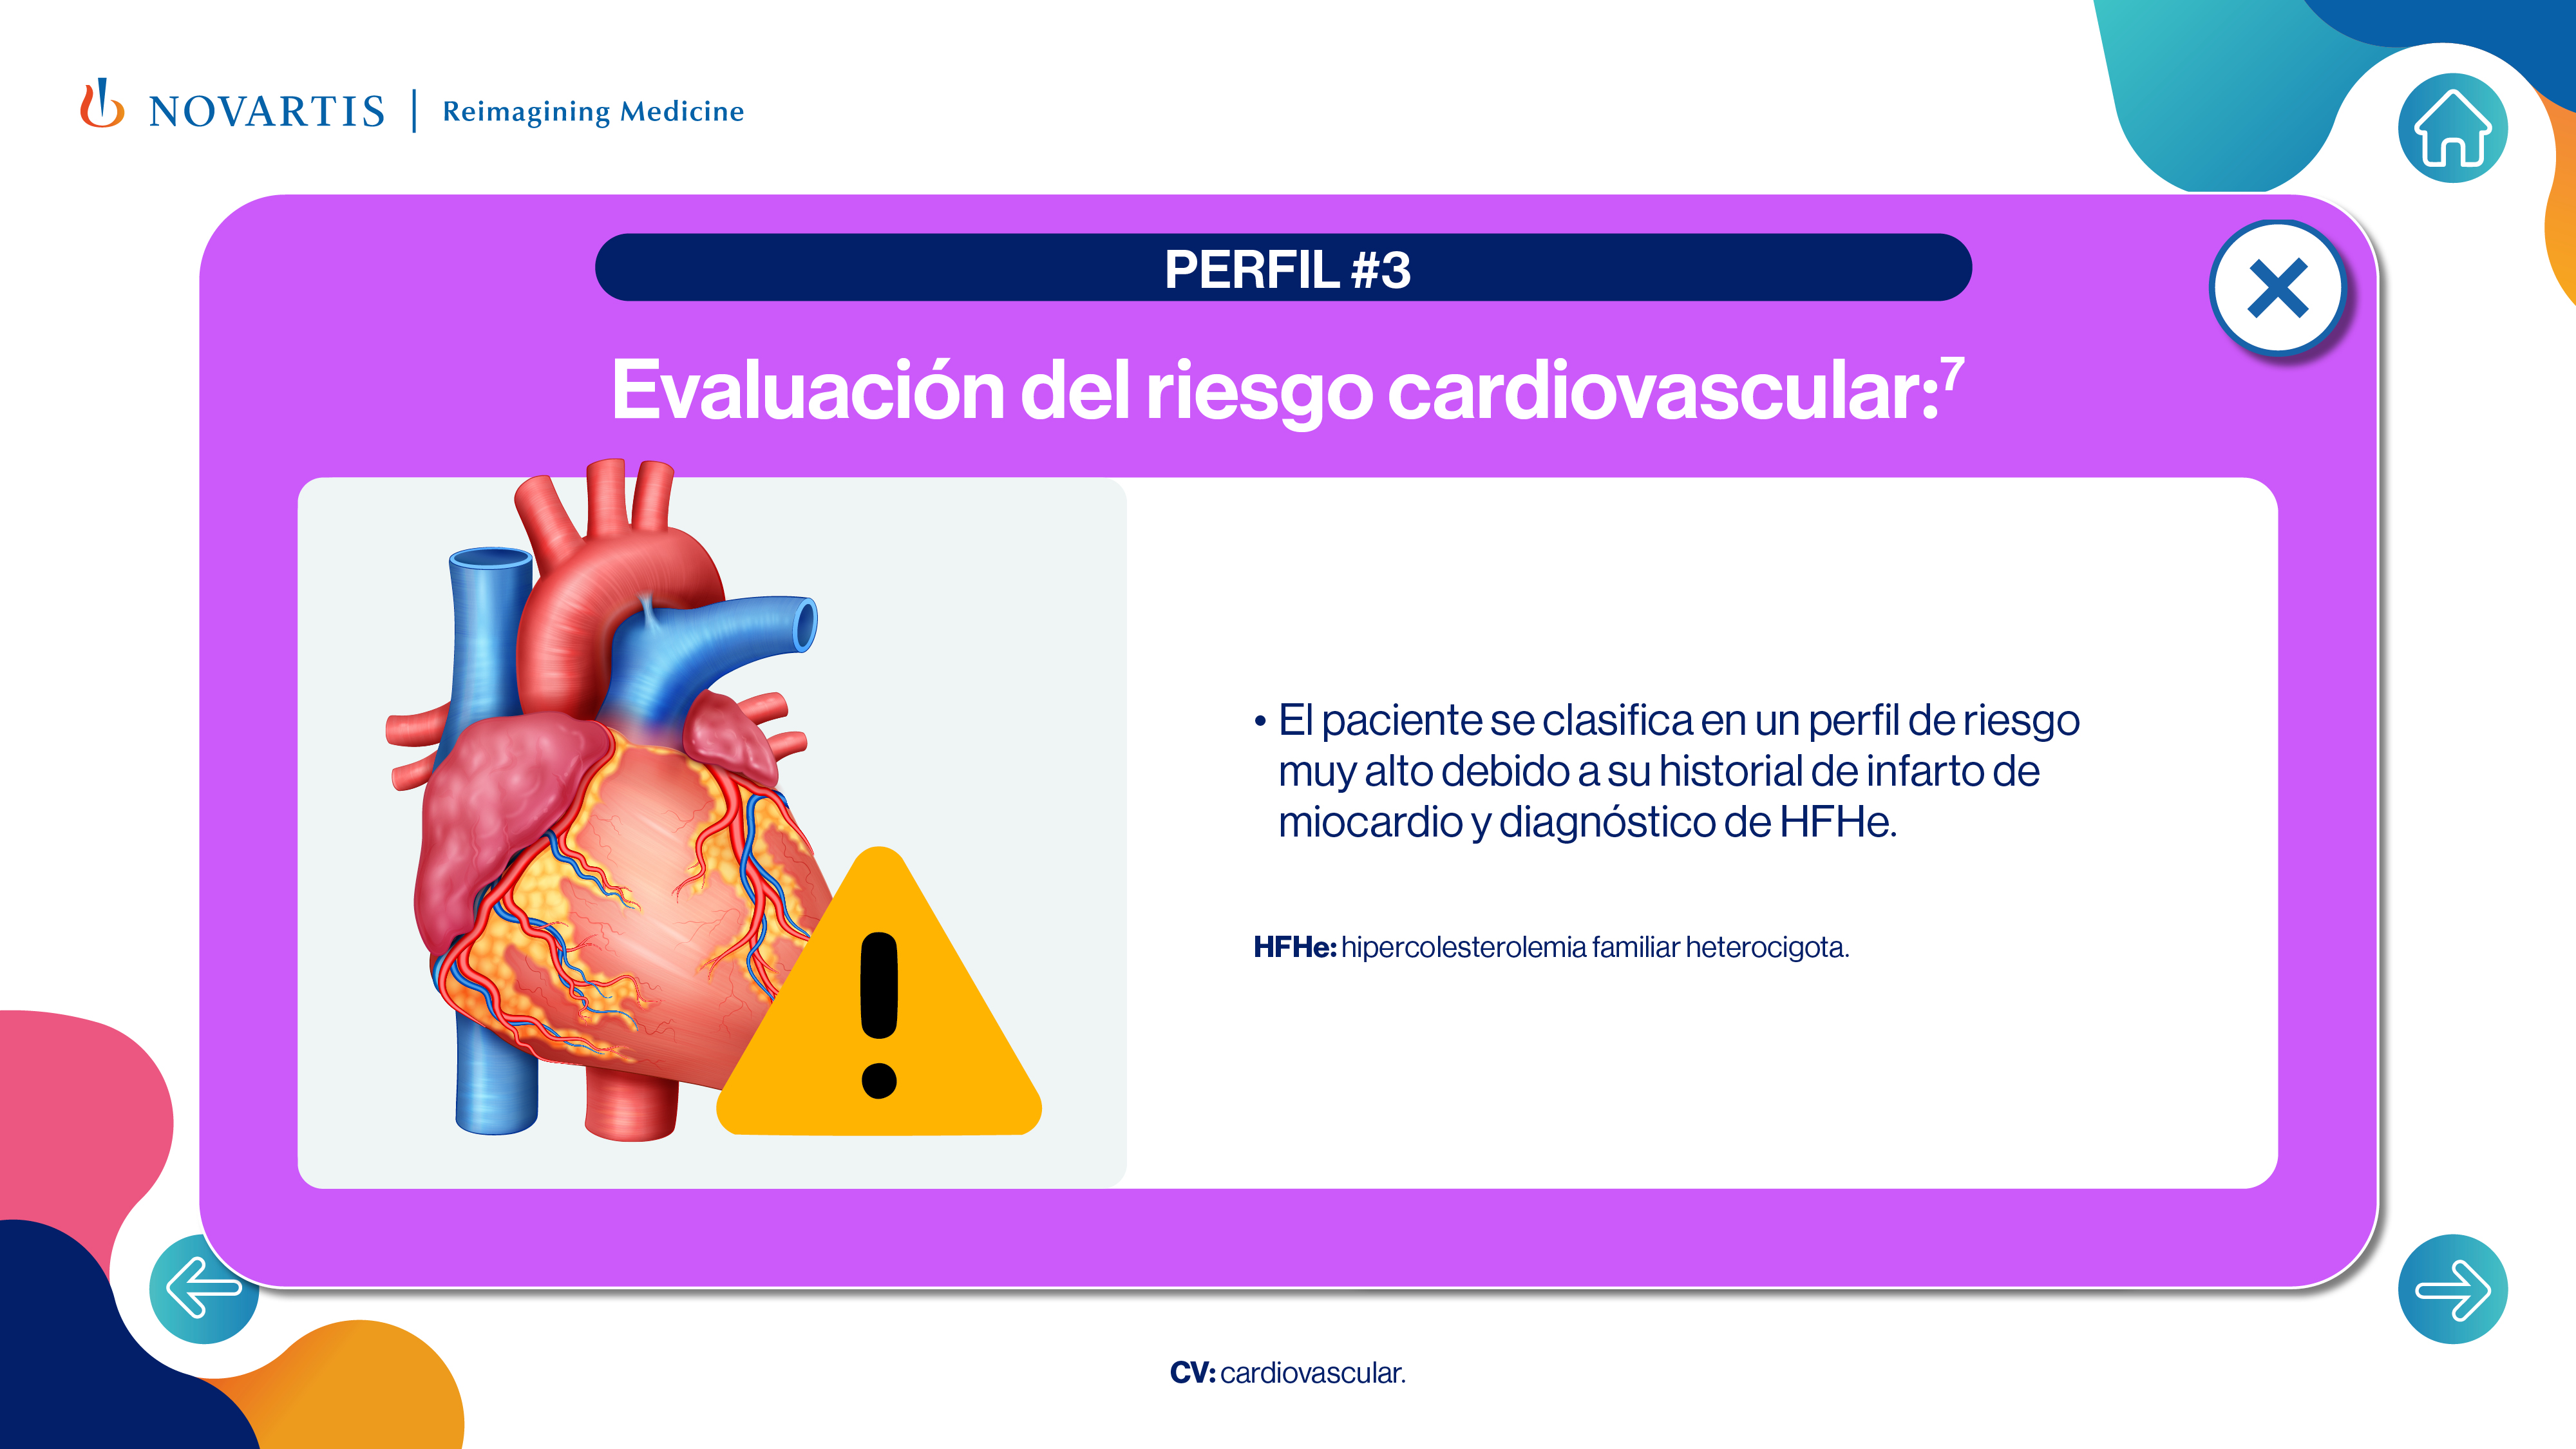 NOVARTIS | Reimagining Medicine
PERFIL #3
Evaluación del riesgo cardiovascular:⁷
• El paciente se clasifica en un perfil de riesgo
muy alto debido a su historial de infarto de
miocardio y diagnóstico de HFHe.
HFHe: hipercolesterolemia familiar heterocigota.
CV: cardiovascular.